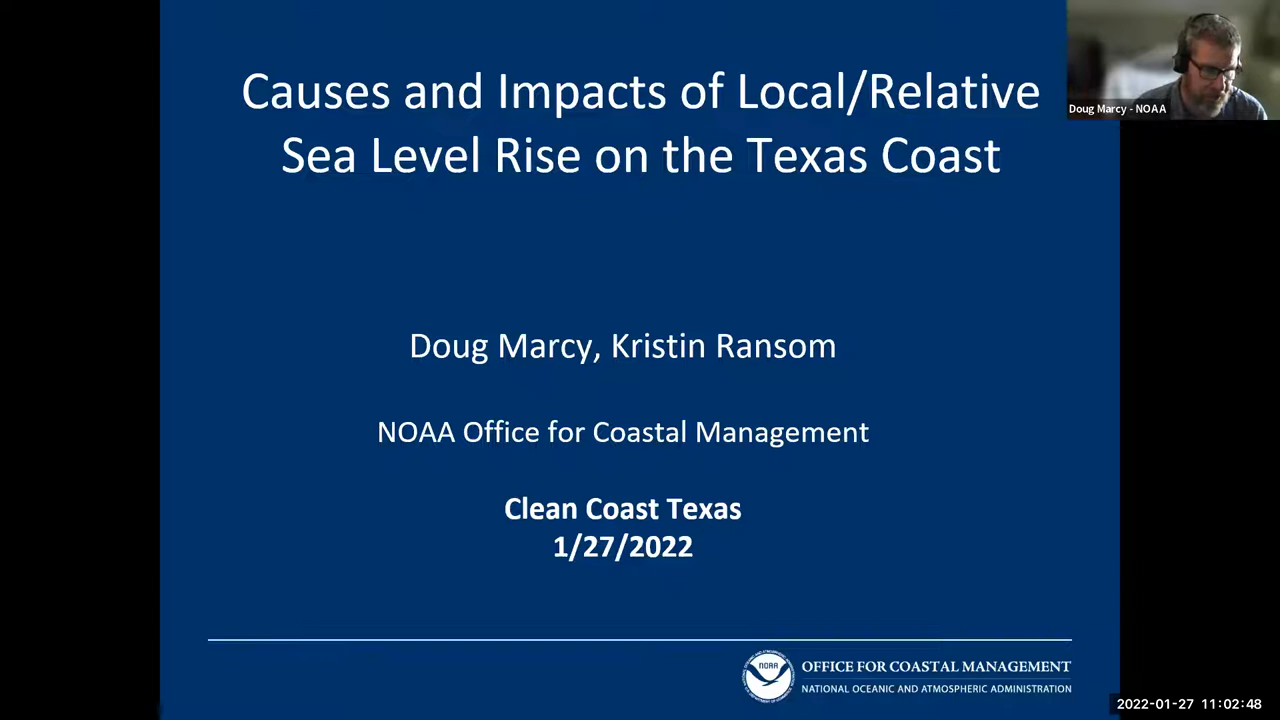 Causes and Impacts of Local/Relative
Sea Level Rise on the Texas Coast
Doug Marcy - NOAA
Doug Marcy, Kristin Ransom
NOAA Office for Coastal Management
Clean Coast Texas
1/27/2022
NOAA
OFFICE FOR COASTAL MANAGEMENT
NATIONAL OCEANIC AND ATMOSPHERIC ADMINISTRATION
2022-01-27 11:02:48